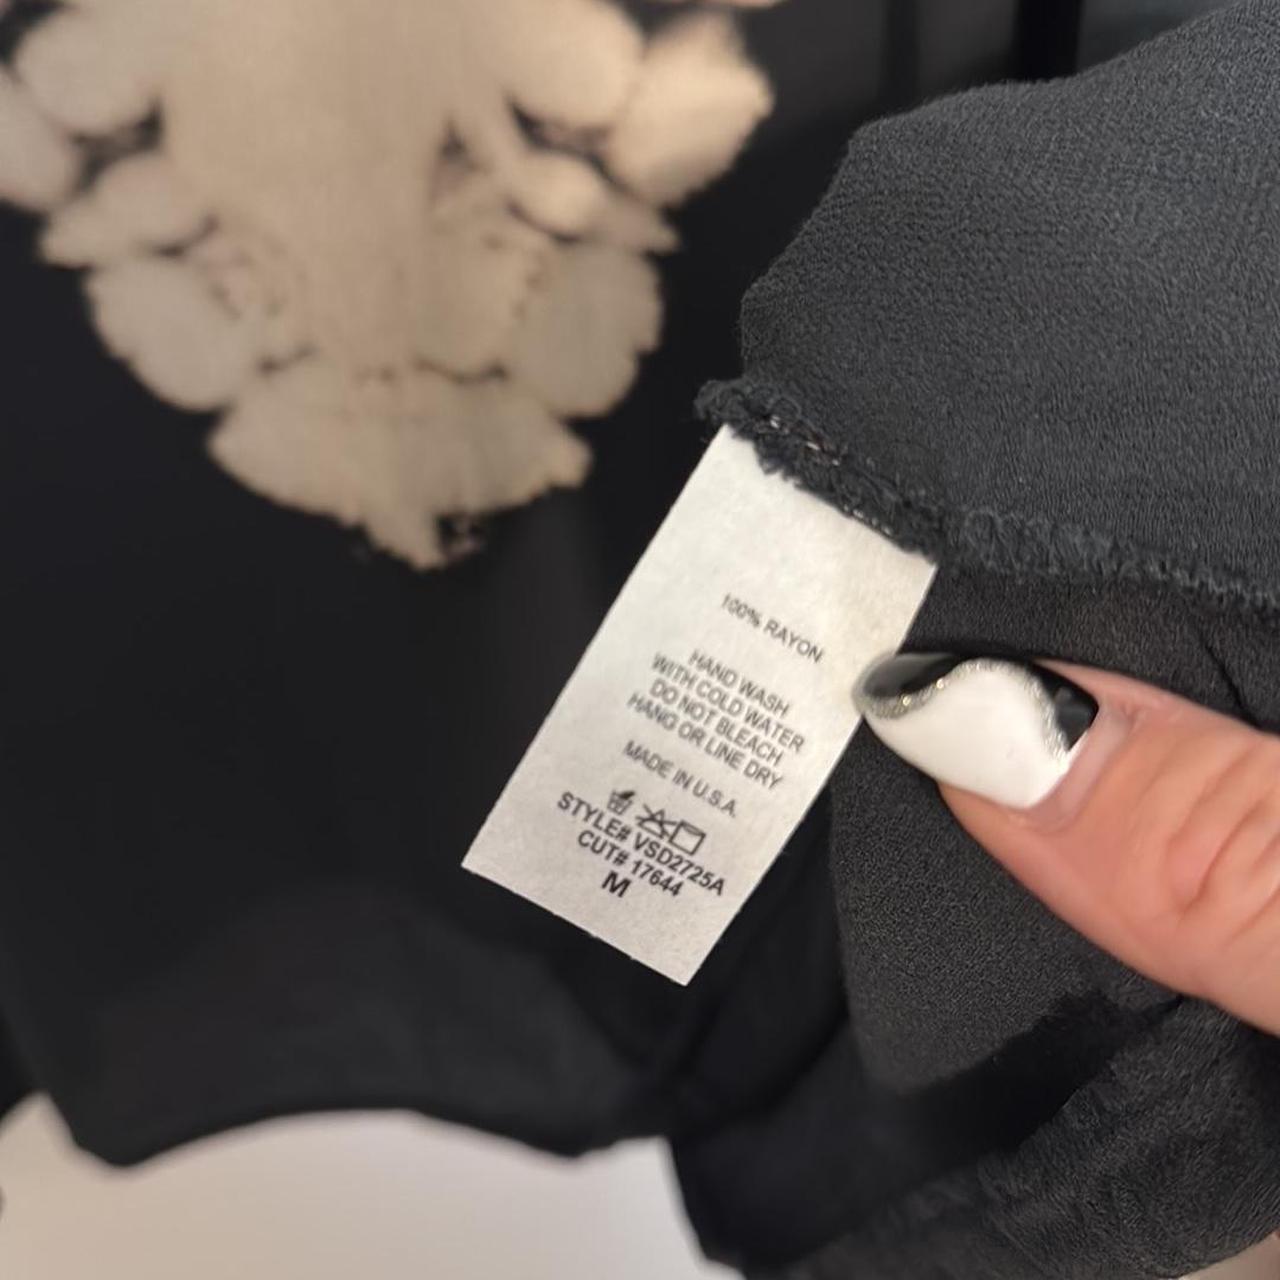 100% RAYON
HAND WASH
WITH COLD WATER
DO NOT BLEACH
HANG OR LINE DRY
MADE IN U.S.A.
STYLE# VSD2725A
CUT# 17644
M